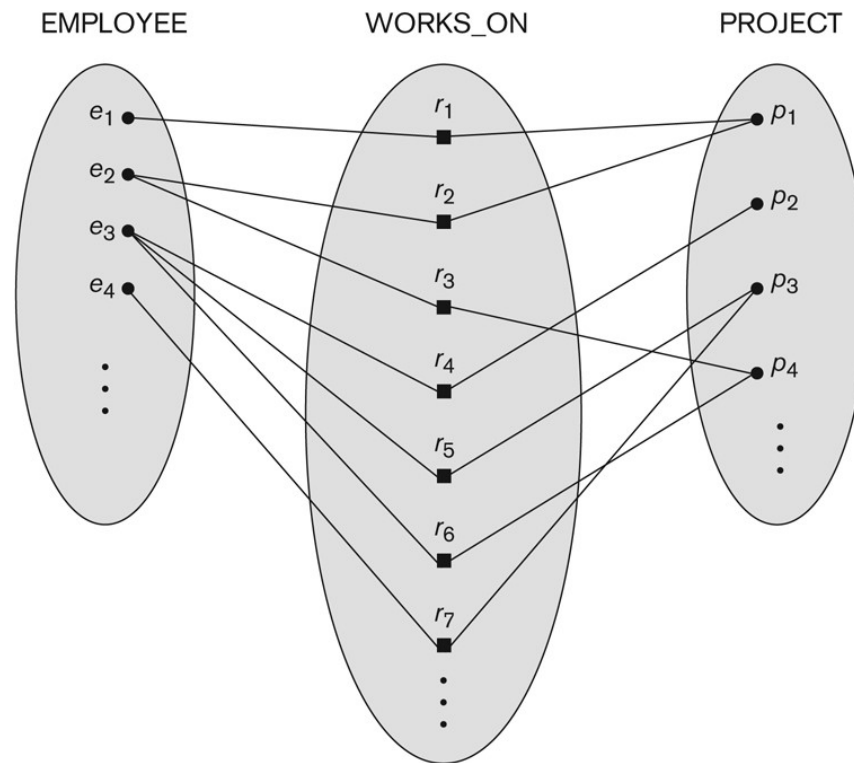 EMPLOYEE
WORKS_ON
PROJECT
e1
e2
e3
e4
r1
r2
r3
r4
r5
r6
r7
p1
p2
p3
p4